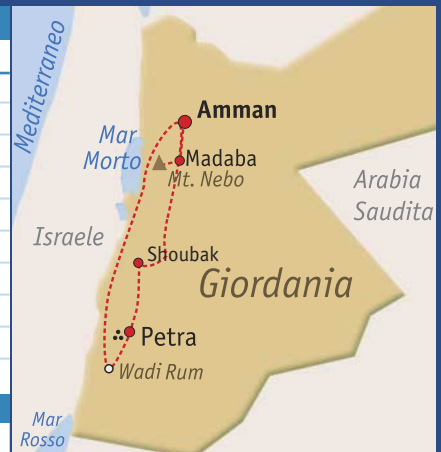 Mediterraneo
Amman
Mar
Morto
Madaba
Mt. Nebo
Arabia
Saudita
Israele
Shoubak
Giordania
Petra
Wadi Rum
Mar
Rosso